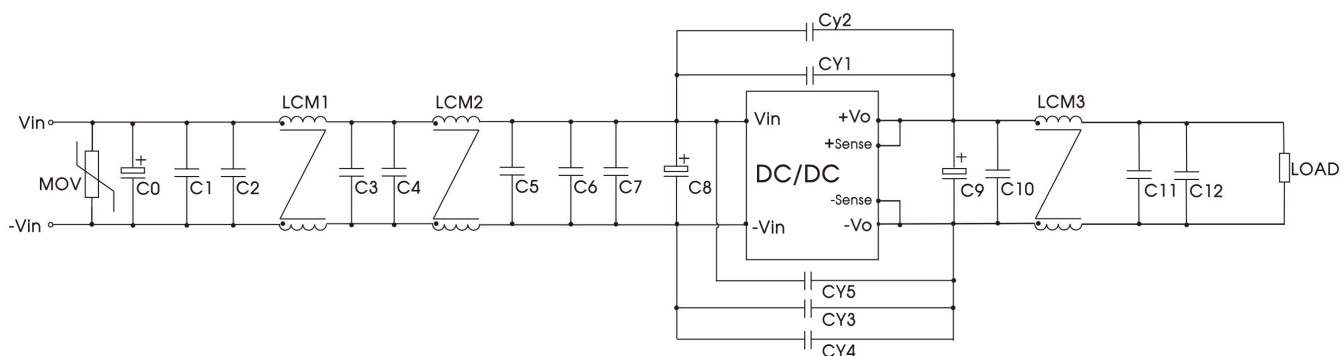 Cy2
CY1
LCM1
LCM2
LCM3
Vin
Vin
+Vo
+Sense
MOV
+
C0
C1
C2
C3
C4
C5
C6
C7
+
C8
DC/DC
+
C9
C10
C11
C12
LOAD
-Sense
-Vin
-Vin
-Vo
CY5
CY3
CY4